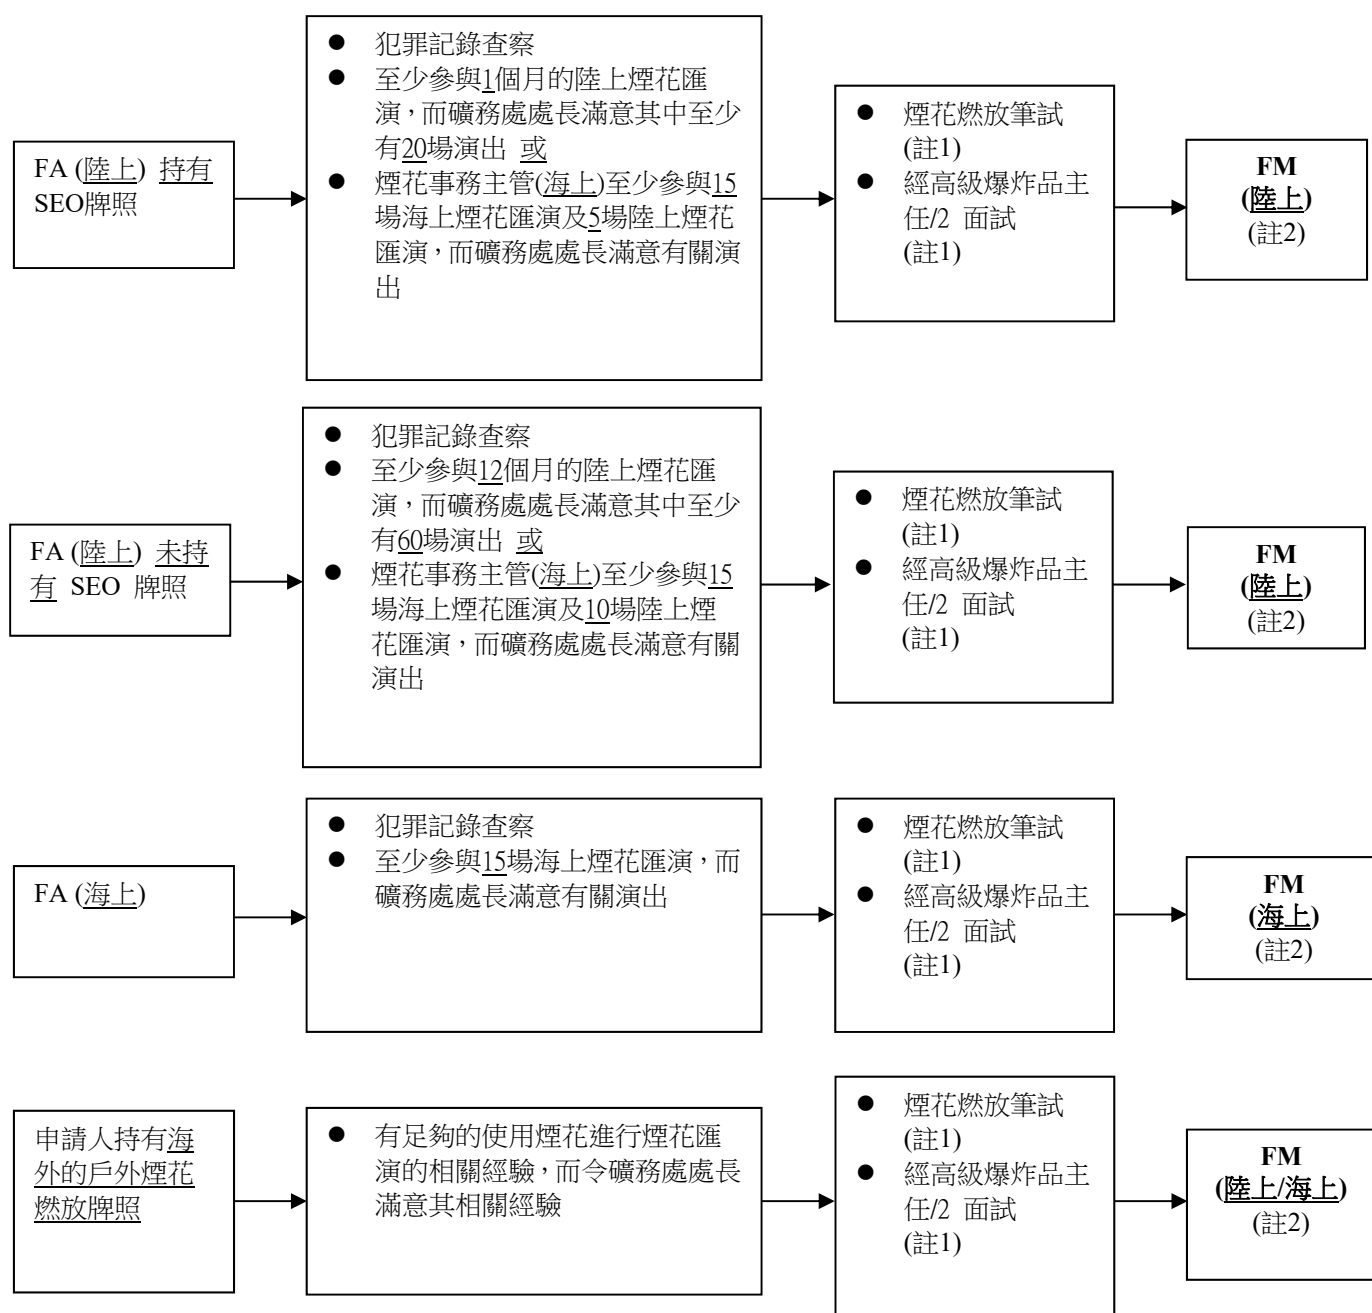 FA (陸上) 持有
SEO牌照
● 犯罪記錄查察
● 至少參與1個月的陸上煙花匯
演，而礦務處處長滿意其中至少
有20場演出 或
● 煙花事務主管(海上)至少參與15
場海上煙花匯演及5場陸上煙花
匯演，而礦務處處長滿意有關演
出
● 煙花燃放筆試
(註1)
● 經高級爆炸品主
任/2 面試
(註1)
FM
(陸上)
(註2)
FA (陸上) 未持
有 SEO 牌照
● 犯罪記錄查察
● 至少參與12個月的陸上煙花匯
演，而礦務處處長滿意其中至少
有60場演出 或
● 煙花事務主管(海上)至少參與15
場海上煙花匯演及10場陸上煙
花匯演，而礦務處處長滿意有關
演出
● 煙花燃放筆試
(註1)
● 經高級爆炸品主
任/2 面試
(註1)
FM
(陸上)
(註2)
FA (海上)
● 犯罪記錄查察
● 至少參與15場海上煙花匯演，而
礦務處處長滿意有關演出
● 煙花燃放筆試
(註1)
● 經高級爆炸品主
任/2 面試
(註1)
FM
(海上)
(註2)
申請人持有海
外的戶外煙花
燃放牌照
● 有足夠的使用煙花進行煙花匯
演的相關經驗，而令礦務處處長
滿意其相關經驗
● 煙花燃放筆試
(註1)
● 經高級爆炸品主
任/2 面試
(註1)
FM
(陸上/海上)
(註2)